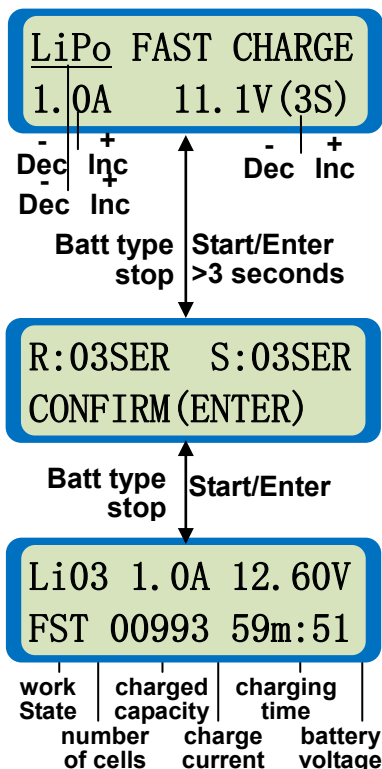 LiPo FAST CHARGE
1.0A 11.1V(3S)
- + - +
Dec Inc Dec Inc
- +
Dec Inc
Batt type Start/Enter
stop >3 seconds
R:03SER S:03SER
CONFIRM(ENTER)
Batt type Start/Enter
stop
Li03 1.0A 12.60V
FST 00993 59m:51
work charged charging
State capacity time
number charge battery
of cells current voltage